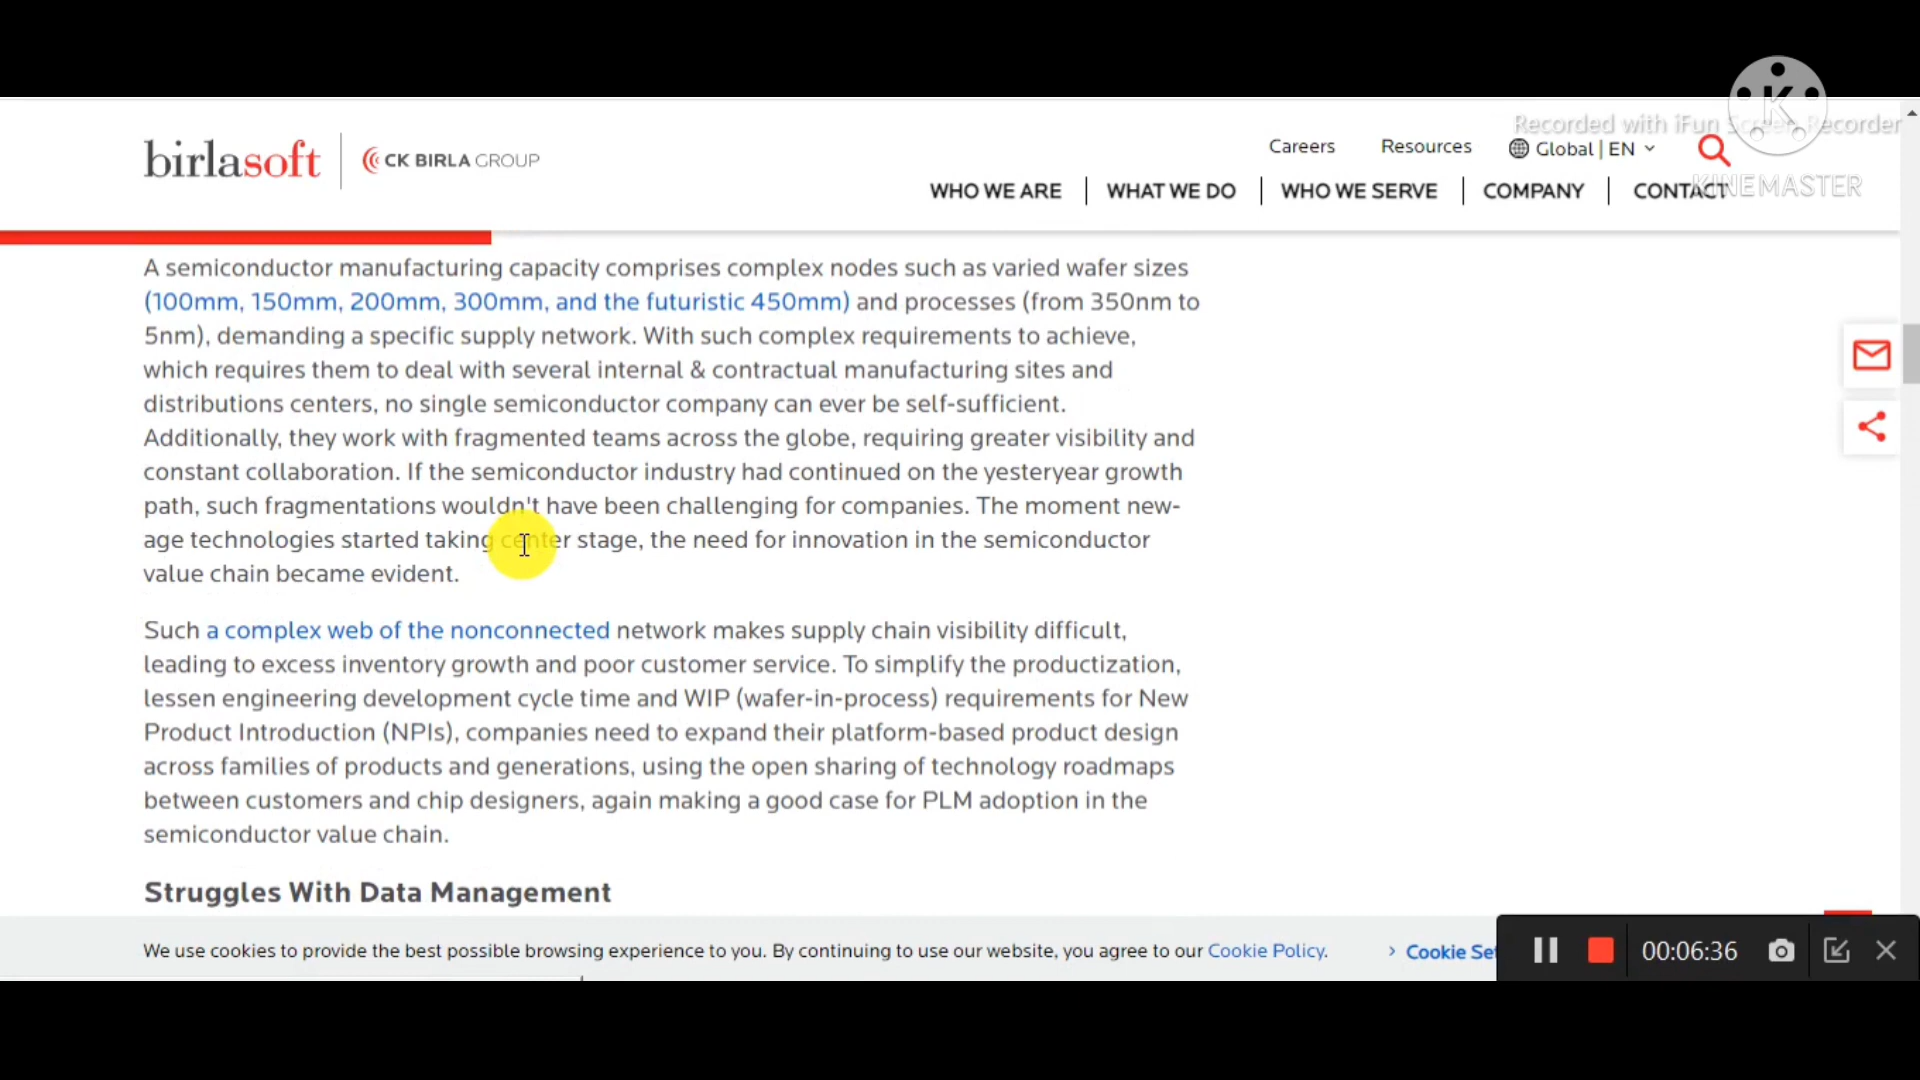 Recorded with iFun Screen Recorder
K
KINEMASTER
birlasoft
CK BIRLA GROUP
Careers Resources Global | EN
WHO WE ARE WHAT WE DO WHO WE SERVE COMPANY CONTACT
A semiconductor manufacturing capacity comprises complex nodes such as varied wafer sizes
(100mm, 150mm, 200mm, 300mm, and the futuristic 450mm) and processes (from 350nm to
5nm), demanding a specific supply network. With such complex requirements to achieve,
which requires them to deal with several internal & contractual manufacturing sites and
distributions centers, no single semiconductor company can ever be self-sufficient.
Additionally, they work with fragmented teams across the globe, requiring greater visibility and
constant collaboration. If the semiconductor industry had continued on the yesteryear growth
path, such fragmentations wouldn't have been challenging for companies. The moment new-
age technologies started taking center stage, the need for innovation in the semiconductor
value chain became evident.
Such a complex web of the nonconnected network makes supply chain visibility difficult,
leading to excess inventory growth and poor customer service. To simplify the productization,
lessen engineering development cycle time and WIP (wafer-in-process) requirements for New
Product Introduction (NPIs), companies need to expand their platform-based product design
across families of products and generations, using the open sharing of technology roadmaps
between customers and chip designers, again making a good case for PLM adoption in the
semiconductor value chain.
Struggles With Data Management
We use cookies to provide the best possible browsing experience to you. By continuing to use our website, you agree to our Cookie Policy.
Cookie Set
00:06:36